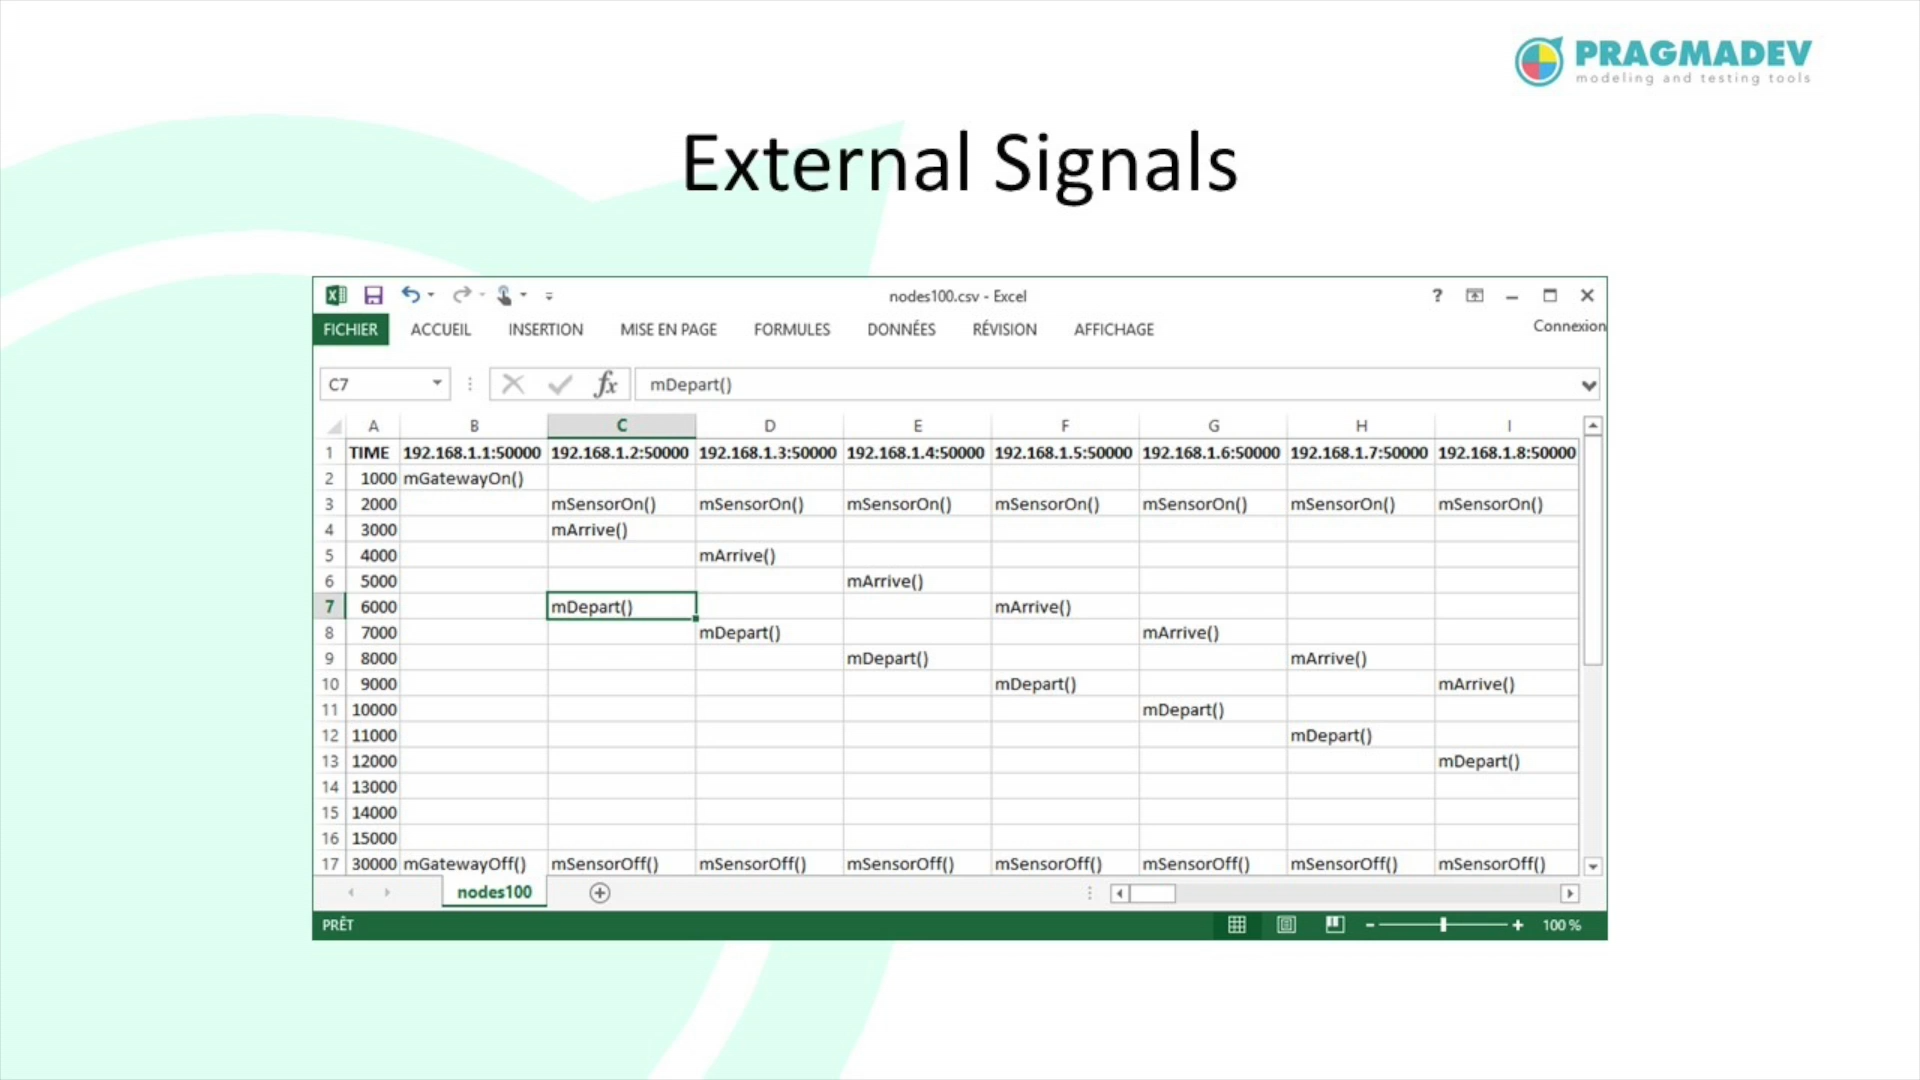 PRAGMADEV
modeling and testing tools
External Signals
nodes100.csv - Excel
?
FICHIER ACCUEIL INSERTION MISE EN PAGE FORMULES DONNÉES RÉVISION AFFICHAGE Connexion
C7 fx mDepart()
A B C D E F G H I
1 TIME 192.168.1.1:50000 192.168.1.2:50000 192.168.1.3:50000 192.168.1.4:50000 192.168.1.5:50000 192.168.1.6:50000 192.168.1.7:50000 192.168.1.8:50000
2 1000 mGatewayOn()
3 2000 mSensorOn() mSensorOn() mSensorOn() mSensorOn() mSensorOn() mSensorOn() mSensorOn()
4 3000 mArrive()
5 4000 mArrive()
6 5000 mArrive()
7 6000 mDepart() mArrive()
8 7000 mDepart() mArrive()
9 8000 mDepart() mArrive()
10 9000 mDepart() mArrive()
11 10000 mDepart()
12 11000 mDepart()
13 12000 mDepart()
14 13000
15 14000
16 15000
17 30000 mGatewayOff() mSensorOff() mSensorOff() mSensorOff() mSensorOff() mSensorOff() mSensorOff() mSensorOff()
nodes100
PRÊT 100 %